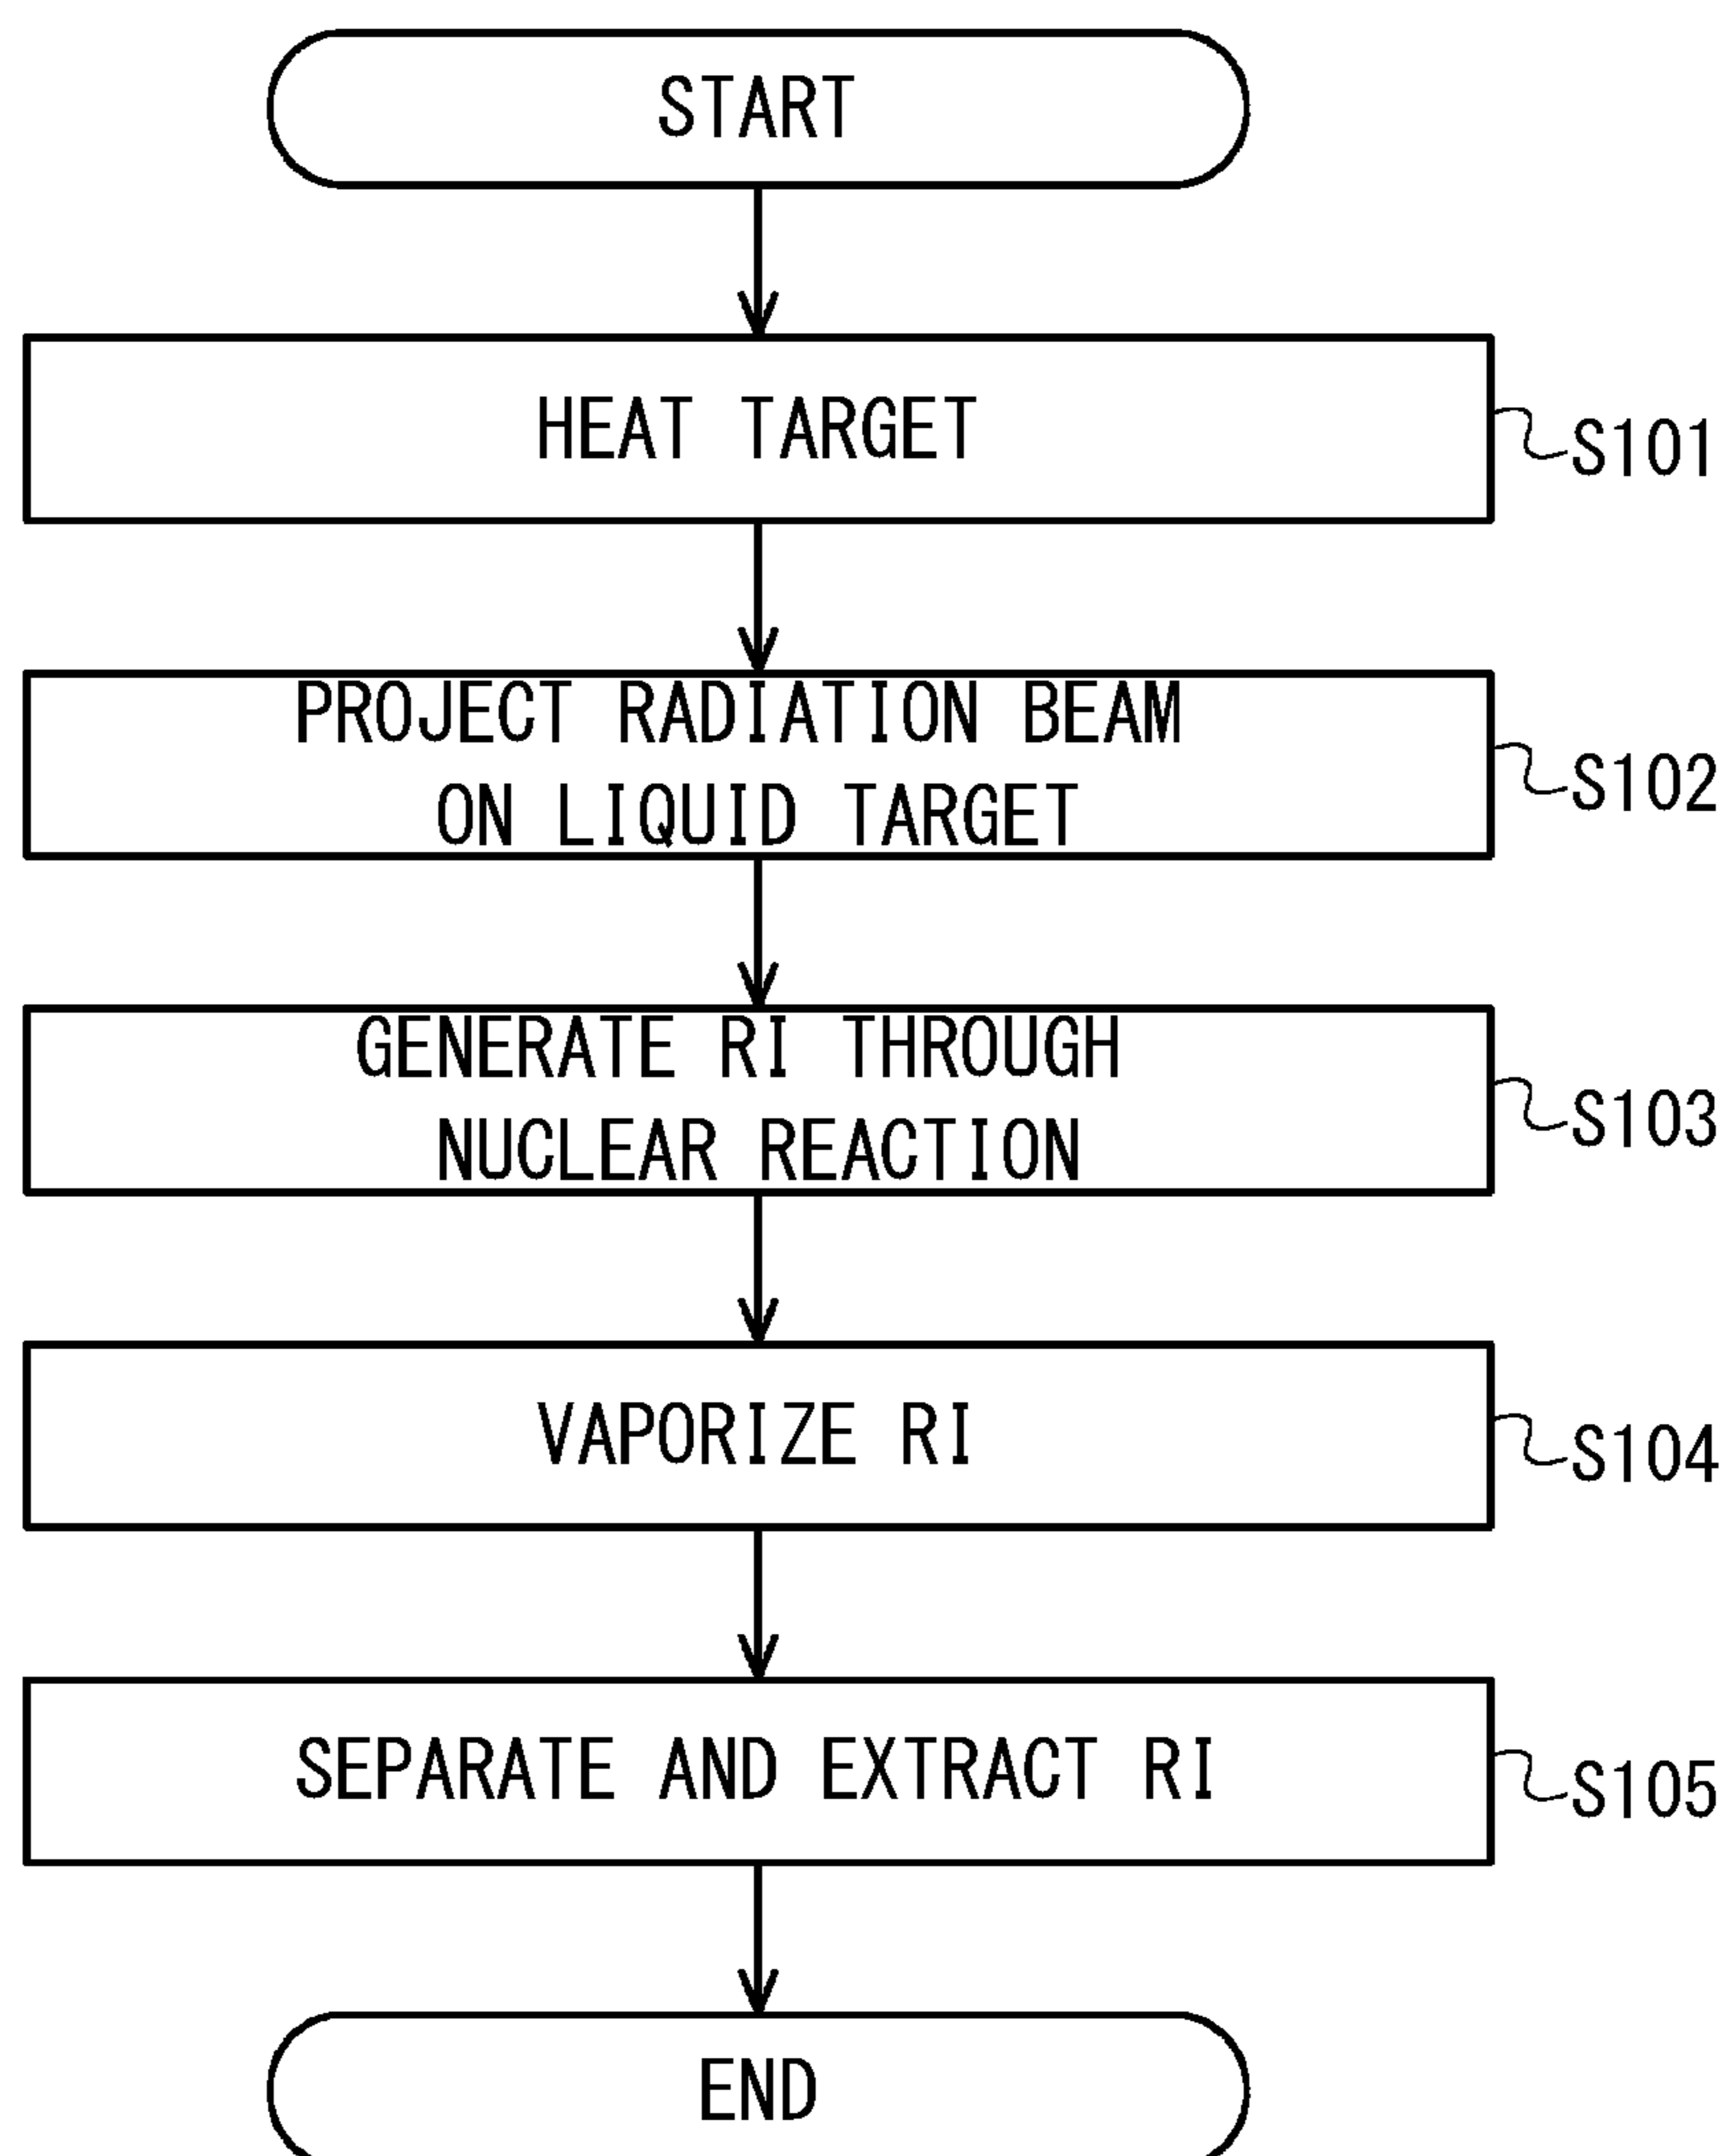 START
HEAT TARGET
S101
PROJECT RADIATION BEAM
ON LIQUID TARGET
S102
GENERATE RI THROUGH
NUCLEAR REACTION
S103
VAPORIZE RI
S104
SEPARATE AND EXTRACT RI
S105
END